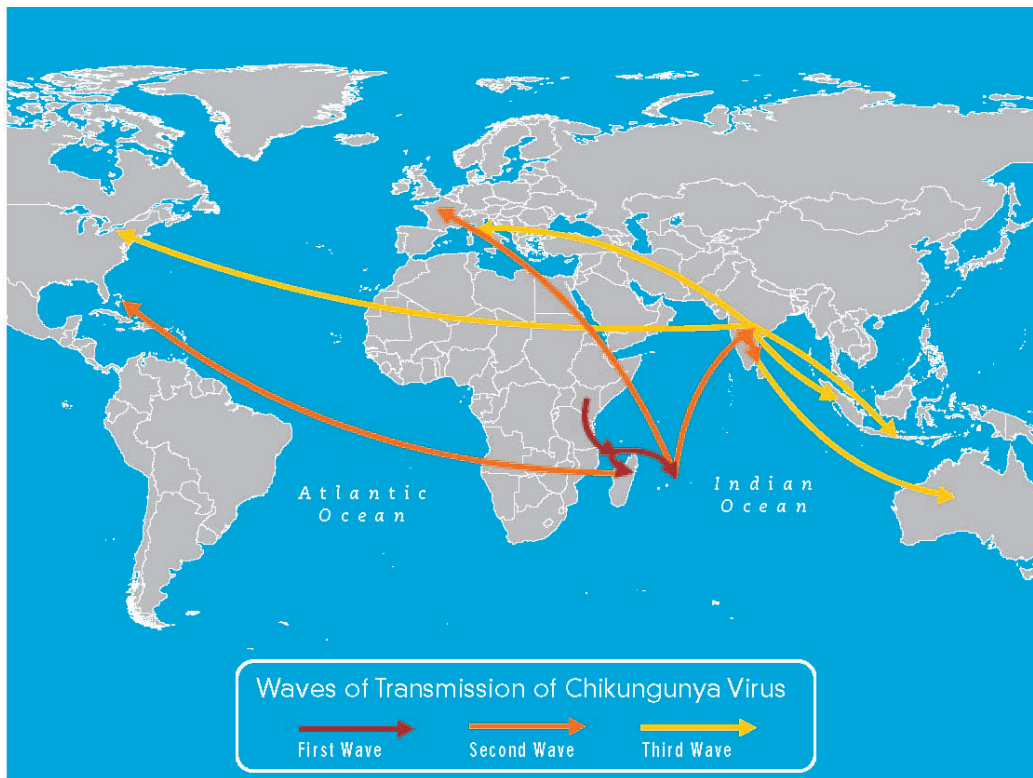 Atlantic
Ocean
Indian
Ocean
Waves of Transmission of Chikungunya Virus
First Wave
Second Wave
Third Wave